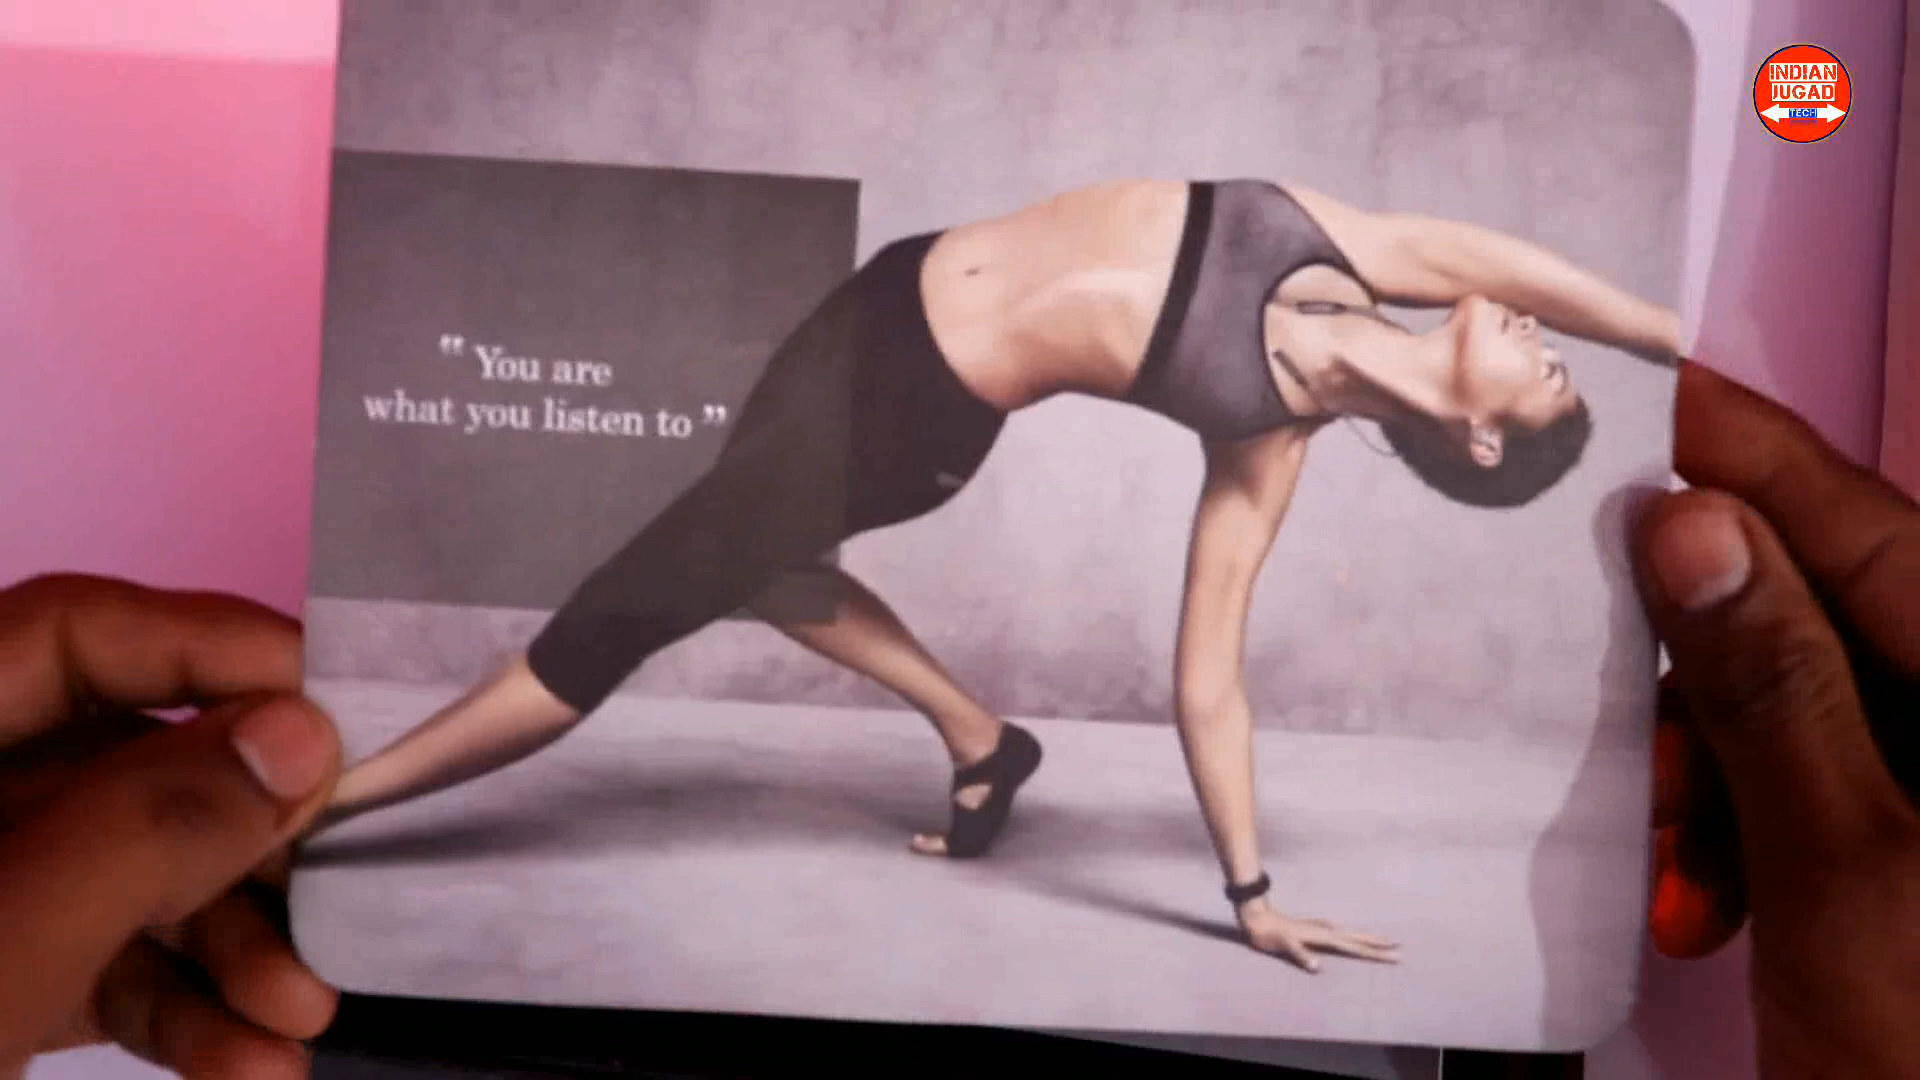 INDIAN
JUGAD
TECH
“ You are
what you listen to ”